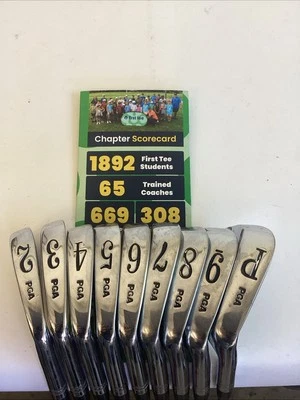 Chapter Scorecard
1892 First Tee
Students
65 Trained
Coaches
669 308
2 3 4 5 6 7 8 9 P
PGA PGA PGA PGA PGA PGA PGA PGA PGA